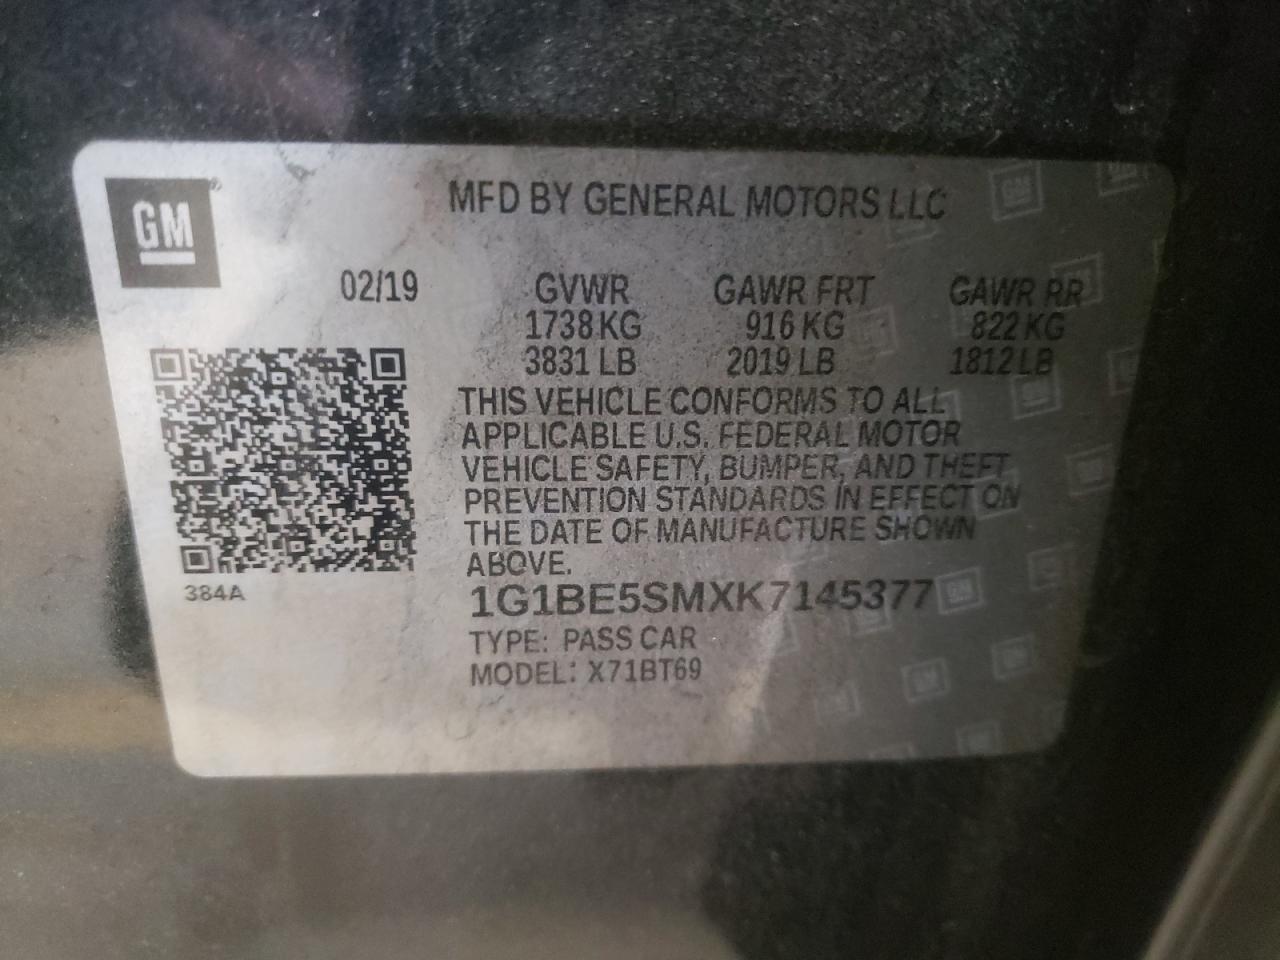 GM
MFD BY GENERAL MOTORS LLC
02/19 GVWR GAWR FRT GAWR RR
1738 KG 916 KG 822 KG
3831 LB 2019 LB 1812 LB
THIS VEHICLE CONFORMS TO ALL
APPLICABLE U.S. FEDERAL MOTOR
VEHICLE SAFETY, BUMPER, AND THEFT
PREVENTION STANDARDS IN EFFECT ON
THE DATE OF MANUFACTURE SHOWN
ABOVE.
384A
1G1BE5SMXK7145377
TYPE: PASS CAR
MODEL: X71BT69